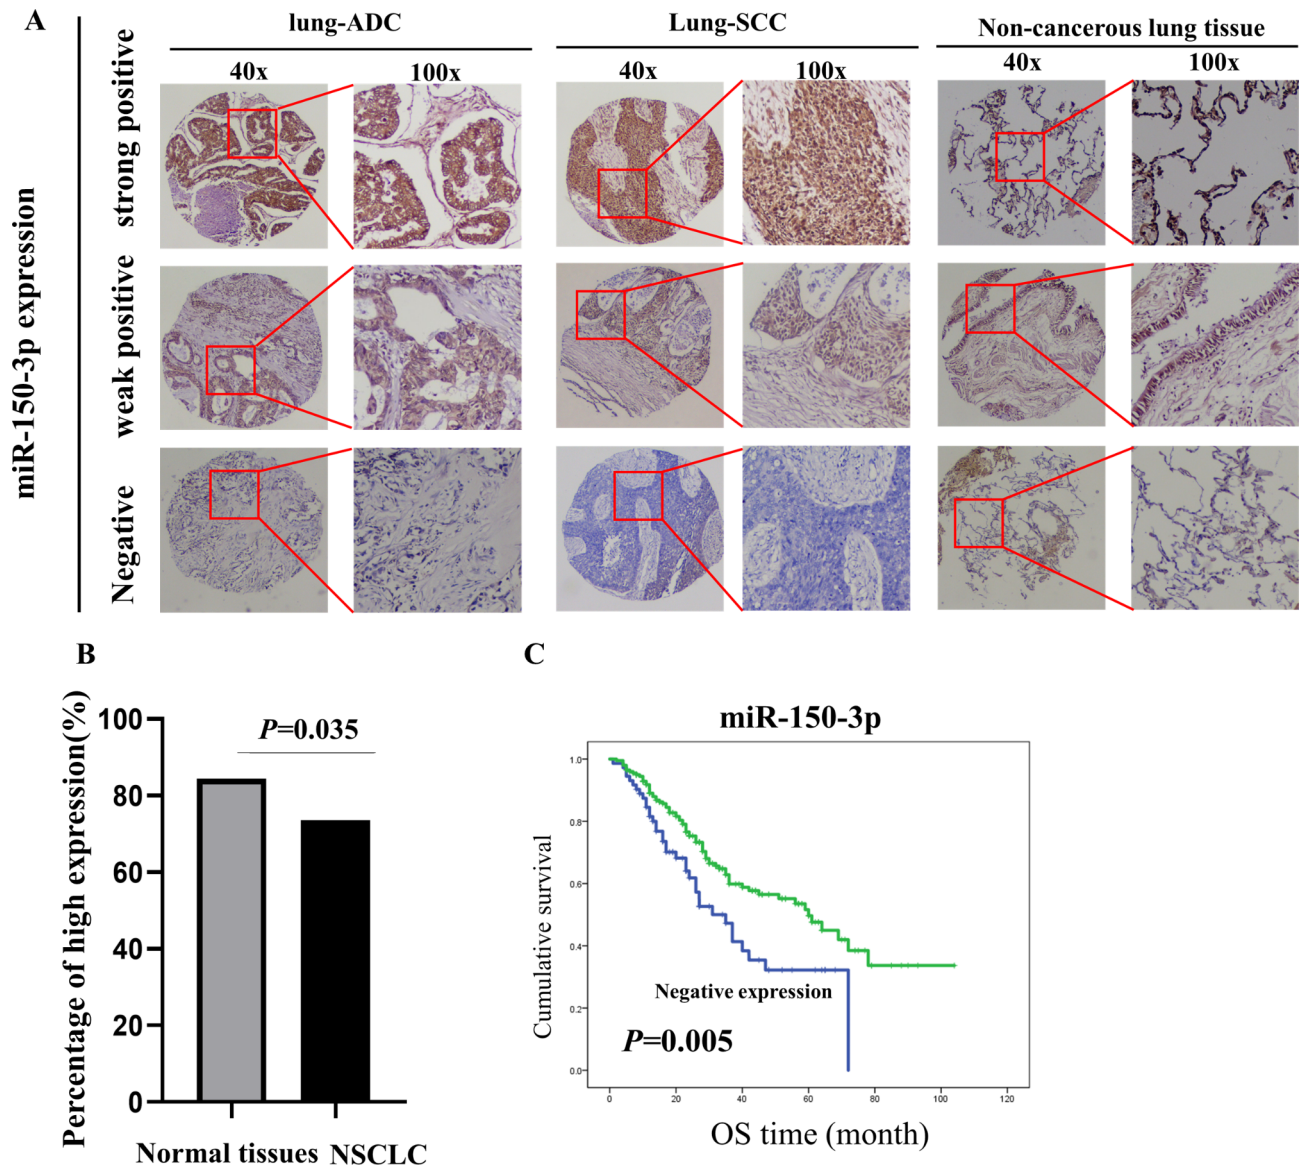 A
lung-ADC
Lung-SCC
Non-cancerous lung tissue
40x
100x
40x
100x
40x
100x
miR-150-3p expression
strong positive
weak positive
Negative
B
Percentage of high expression(%)
100
80
60
40
20
0
P=0.035
Normal tissues
NSCLC
C
miR-150-3p
Cumulative survival
1.0
0.8
0.6
0.4
0.2
0.0
Negative expression
P=0.005
0
20
40
60
80
100
120
OS time (month)